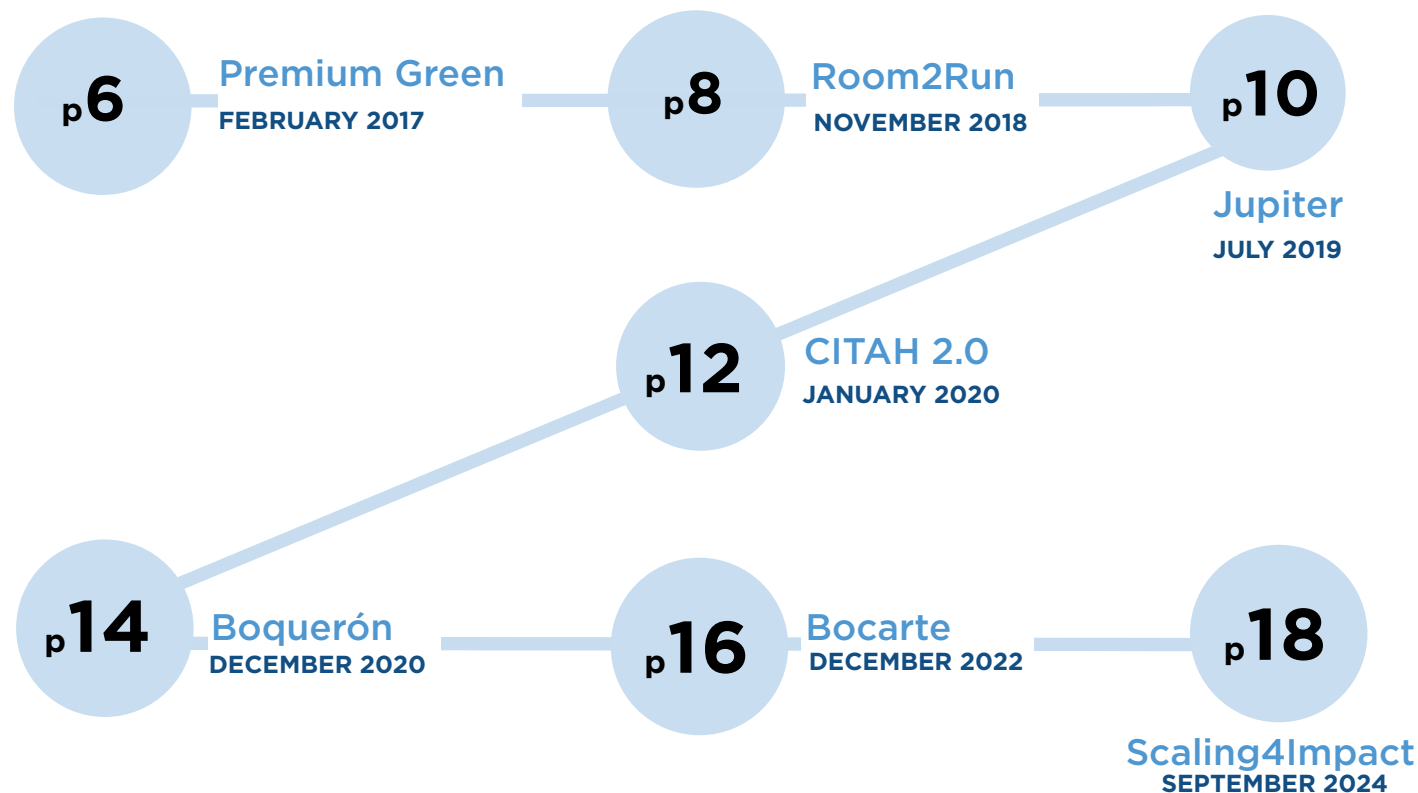 p6
Premium Green
FEBRUARY 2017
p8
Room2Run
NOVEMBER 2018
p10
Jupiter
JULY 2019
p12
CITAH 2.0
JANUARY 2020
p14
Boquerón
DECEMBER 2020
p16
Bocarte
DECEMBER 2022
p18
Scaling4Impact
SEPTEMBER 2024